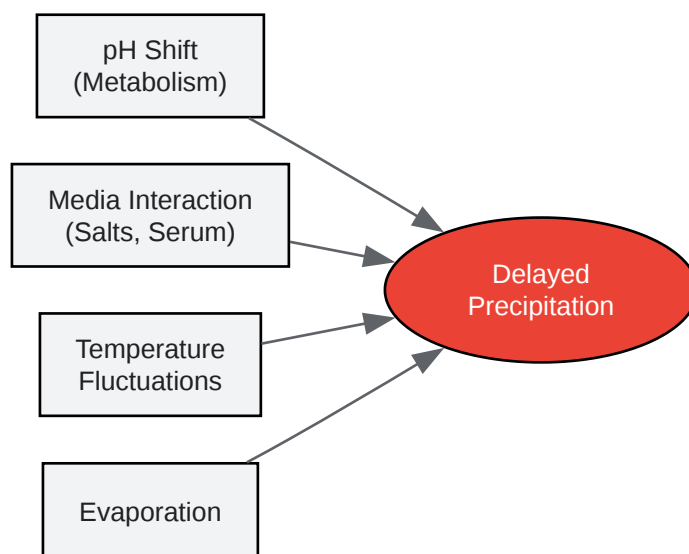 pH Shift
(Metabolism)
Media Interaction
(Salts, Serum)
Delayed
Precipitation
Temperature
Fluctuations
Evaporation